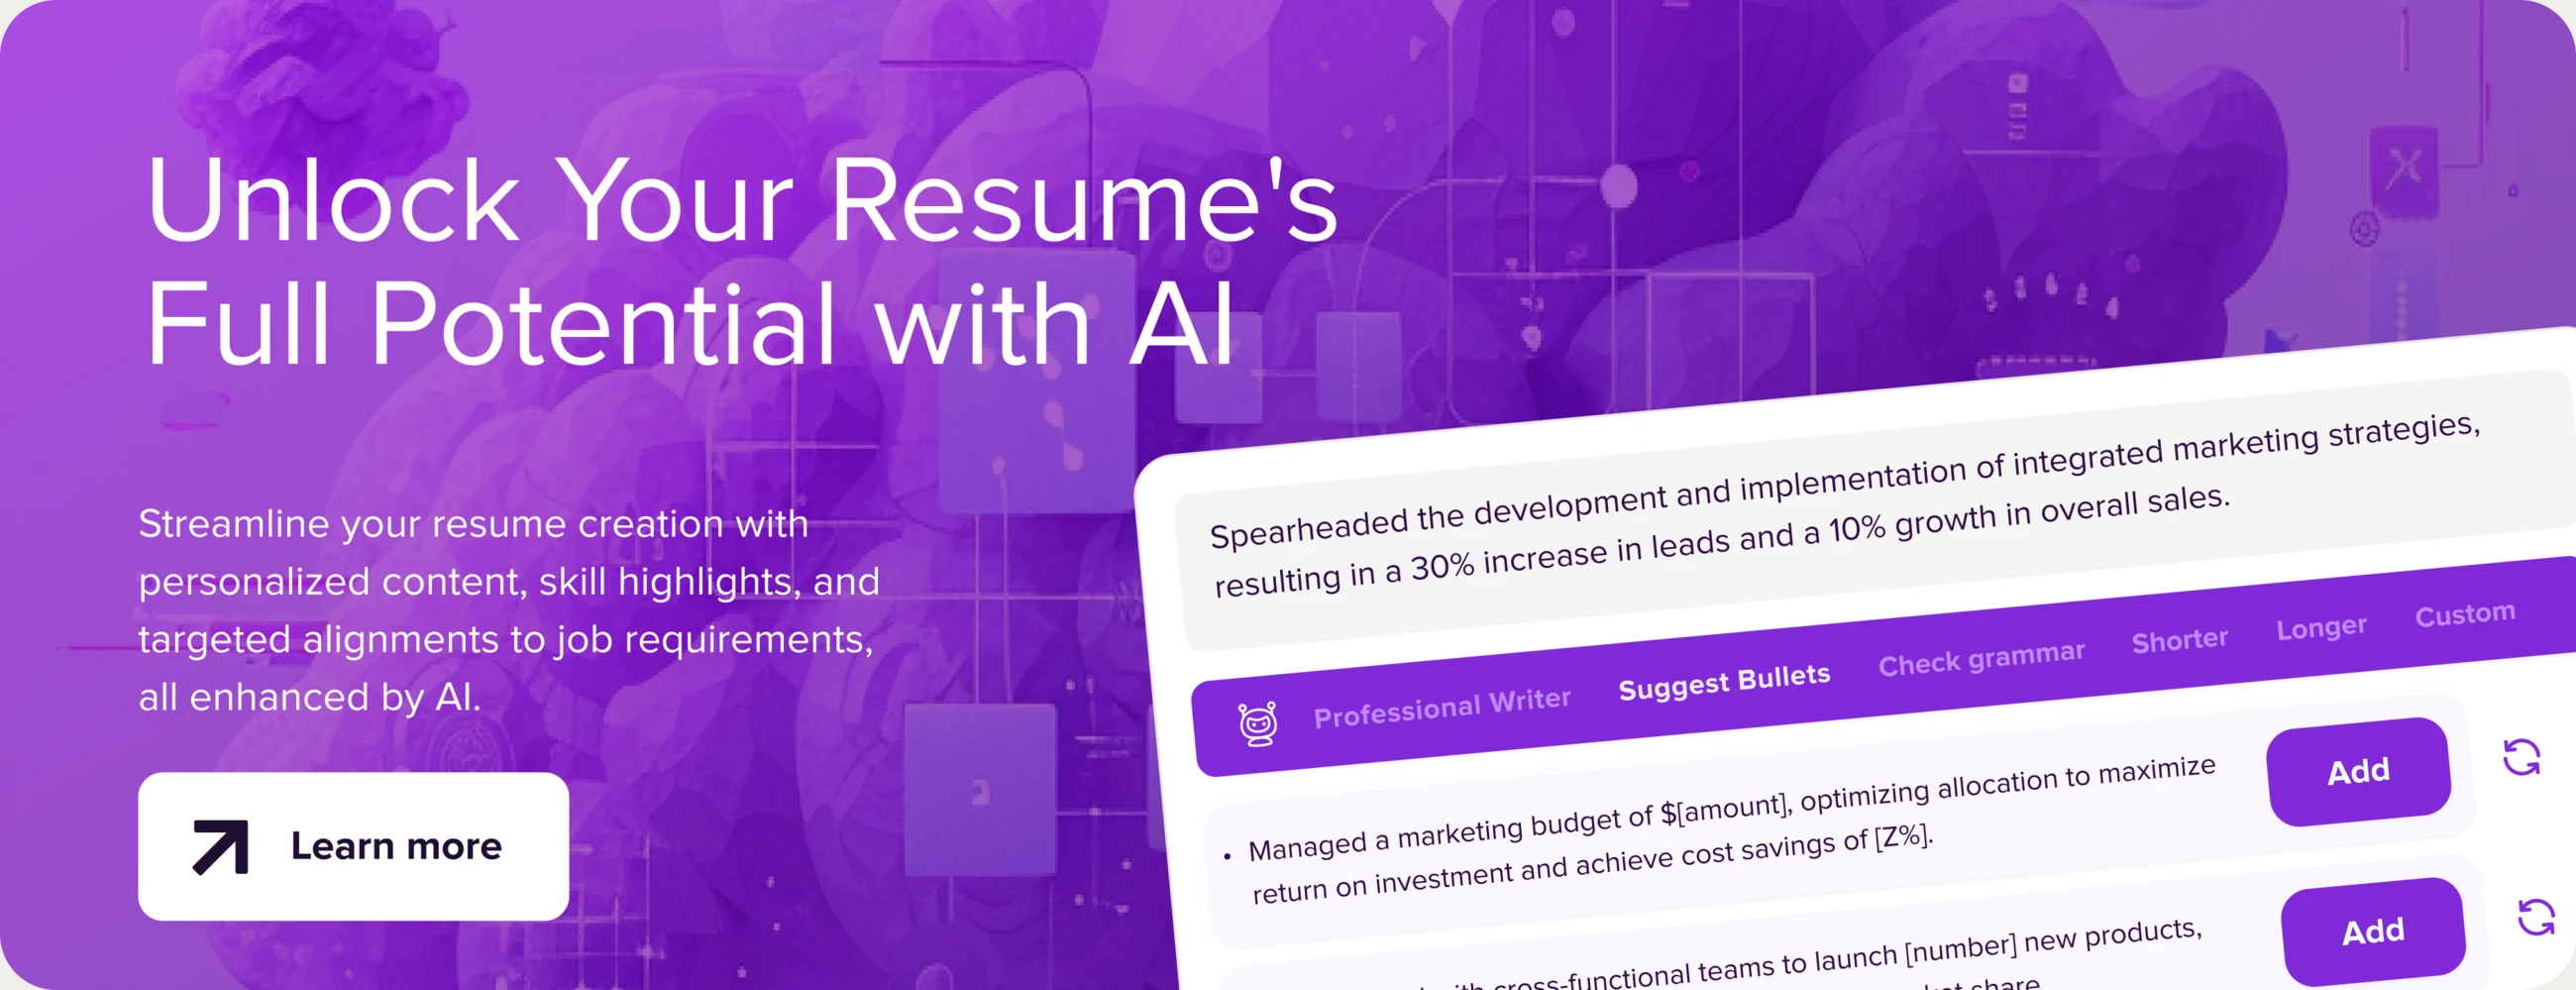 Unlock Your Resume's
Full Potential with AI
Streamline your resume creation with
personalized content, skill highlights, and
targeted alignments to job requirements,
all enhanced by AI.
Learn more
Spearheaded the development and implementation of integrated marketing strategies,
resulting in a 30% increase in leads and a 10% growth in overall sales.
Professional Writer Suggest Bullets Check grammar Shorter Longer Custom
• Managed a marketing budget of $[amount], optimizing allocation to maximize
return on investment and achieve cost savings of [Z%].
Add
cross-functional teams to launch [number] new products,
share
Add